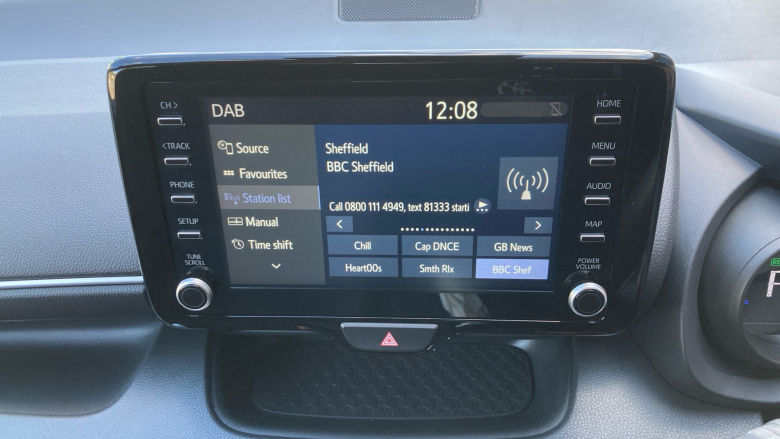 CH >
<TRACK
PHONE
SETUP
TUNE
SCROLL
DAB
12:08
Source
Favourites
Station list
Manual
Time shift
Sheffield
BBC Sheffield
Call 0800 111 4949, text 81333 starti
<
>
Chill
Cap DNCE
GB News
Heart00s
Smth Rlx
BBC Shef
HOME
MENU
AUDIO
MAP
POWER
VOLUME